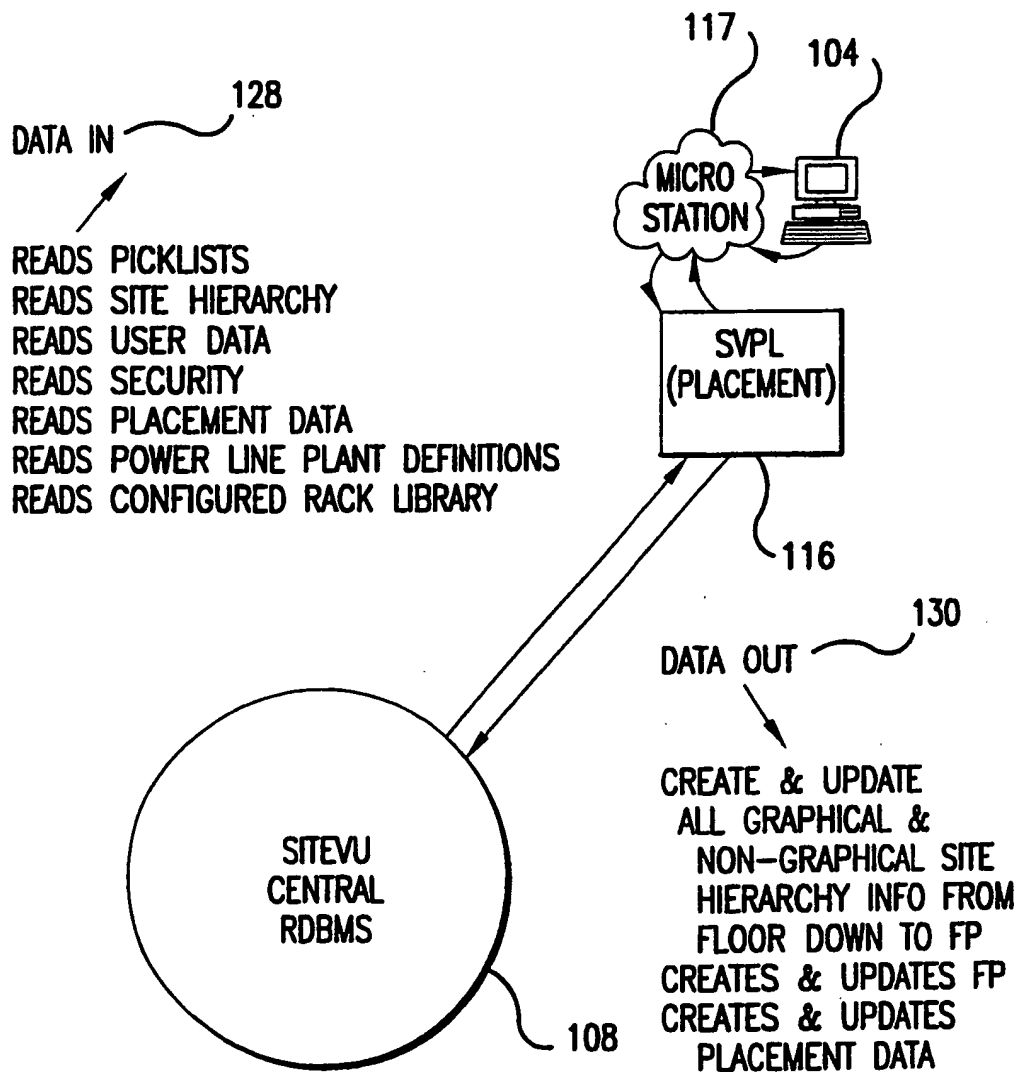 117
104
128
DATA IN
MICRO
STATION
READS PICKLISTS
READS SITE HIERARCHY
READS USER DATA
READS SECURITY
READS PLACEMENT DATA
READS POWER LINE PLANT DEFINITIONS
READS CONFIGURED RACK LIBRARY
SVPL
(PLACEMENT)
116
130
DATA OUT
CREATE & UPDATE
ALL GRAPHICAL &
NON-GRAPHICAL SITE
HIERARCHY INFO FROM
FLOOR DOWN TO FP
CREATES & UPDATES FP
CREATES & UPDATES
PLACEMENT DATA
SITEVU
CENTRAL
RDBMS
108